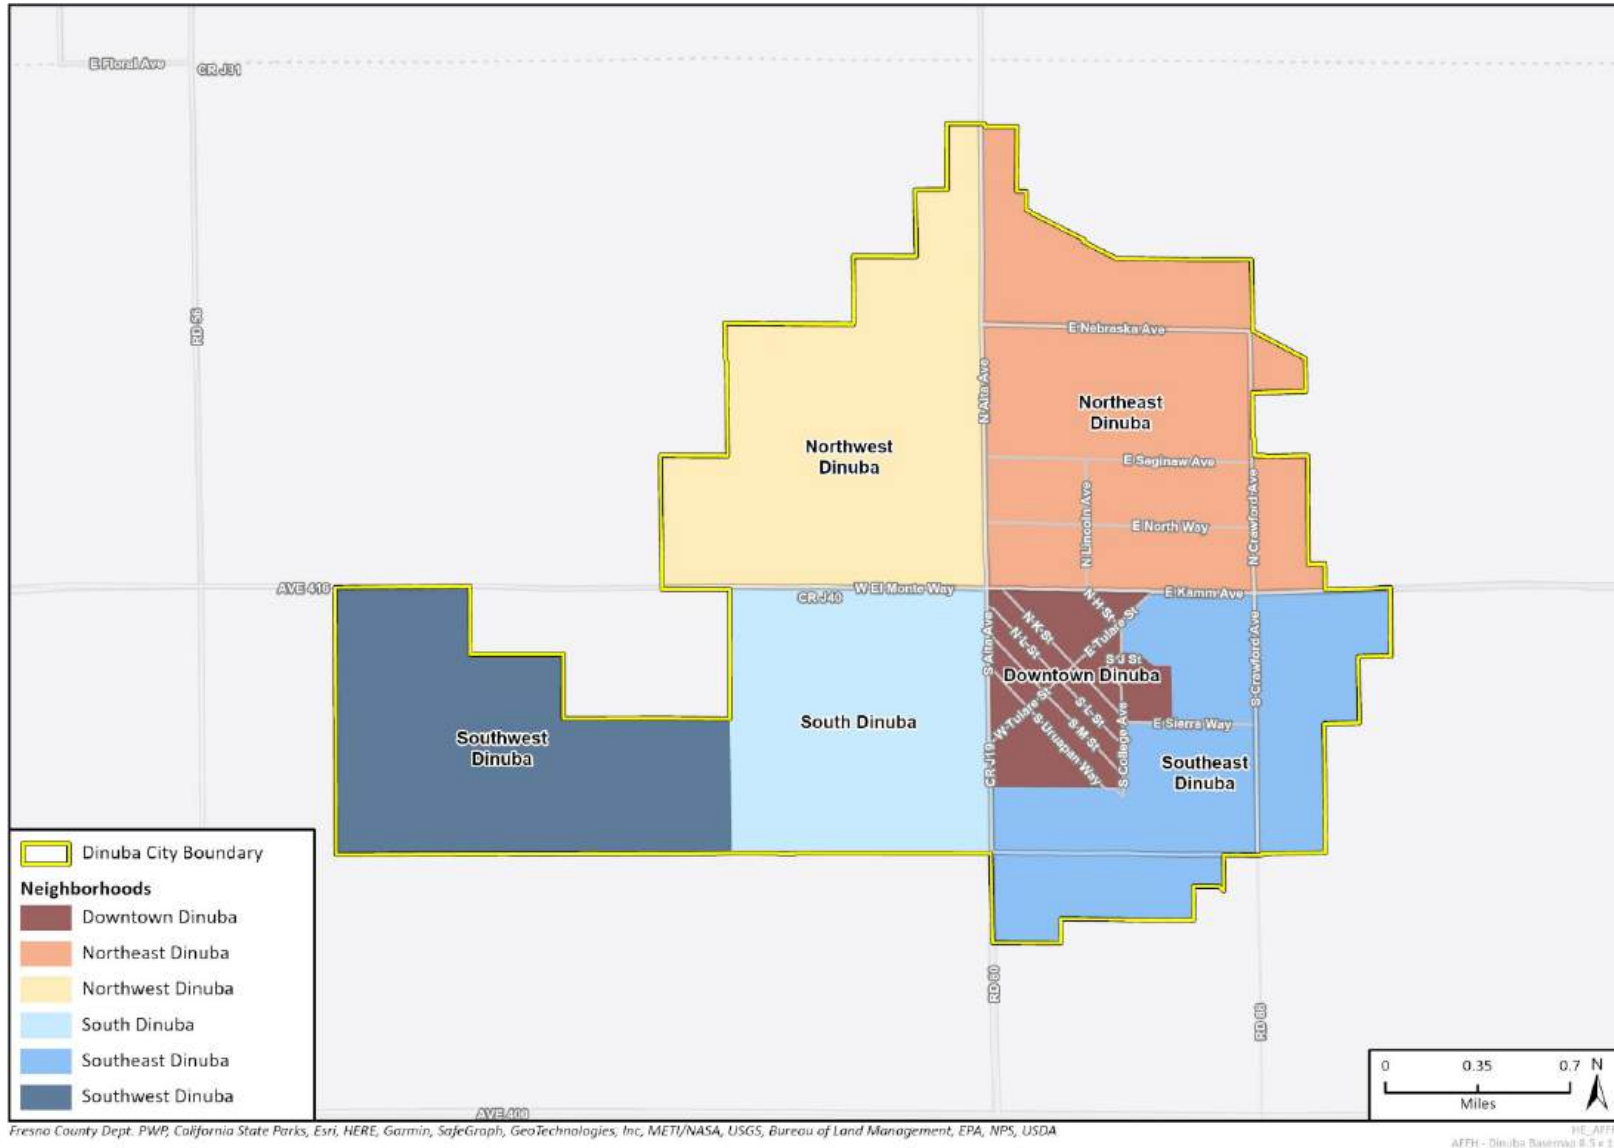 E Floral Ave
CR J31
RD 56
E Nebraska Ave
N Alta Ave
Northeast
Dinuba
Northwest
Dinuba
E Saginaw Ave
N Lincoln Ave
N Crawford Ave
E North Way
AVE 416
W El Monte Way
CR J40
E Kamm Ave
N H St
N K St
E Tulare St
N L St
S Alta Ave
S Crawford Ave
S J St
Downtown Dinuba
W Tulare St
S L St
South Dinuba
E Sierra Way
S M St
S Uruapan Way
S College Ave
CR J19
Southwest
Dinuba
Southeast
Dinuba
RD 80
RD 86
AVE 400
Dinuba City Boundary
Neighborhoods
Downtown Dinuba
Northeast Dinuba
Northwest Dinuba
South Dinuba
Southeast Dinuba
Southwest Dinuba
0 0.35 0.7 N
Miles
Fresno County Dept. PWP, California State Parks, Esri, HERE, Garmin, SafeGraph, GeoTechnologies, Inc, METI/NASA, USGS, Bureau of Land Management, EPA, NPS, USDA